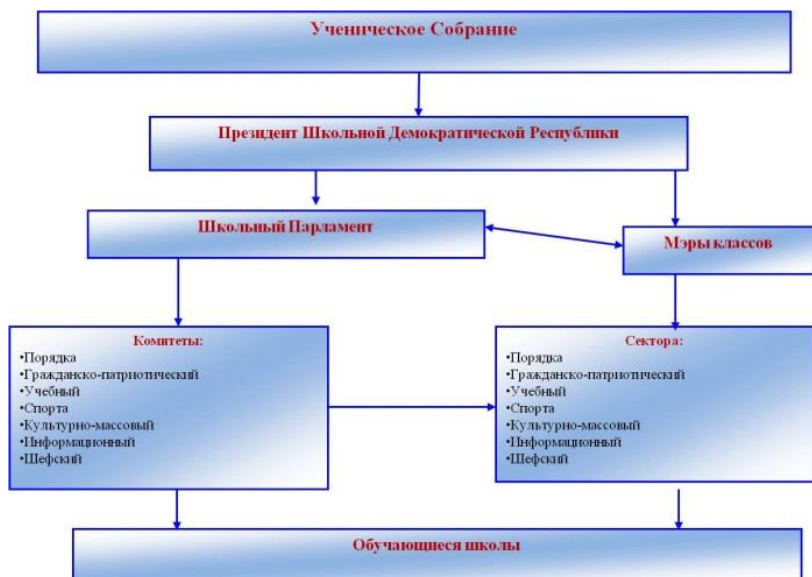 Ученическое Собрание
Президент Школьной Демократической Республики
Школьный Парламент
Мэры классов
Комитеты:
•Порядка
•Гражданско-патриотический
•Учебный
•Спорта
•Культурно-массовый
•Информационный
•Шефский
Сектора:
•Порядка
•Гражданско-патриотический
•Учебный
•Спорта
•Культурно-массовый
•Информационный
•Шефский
Обучающиеся школы